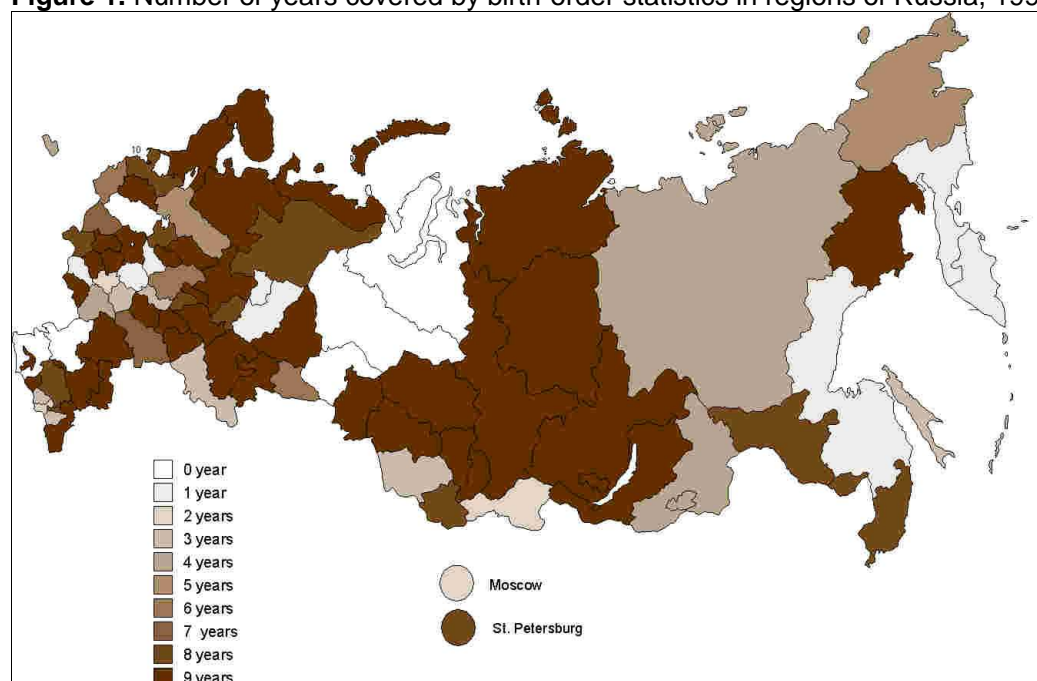 Figure 1. Number of years covered by birth order statistics in regions of Russia, 199
10
0 year
1 year
2 years
3 years
4 years
5 years
6 years
7 years
8 years
9 years
Moscow
St. Petersburg